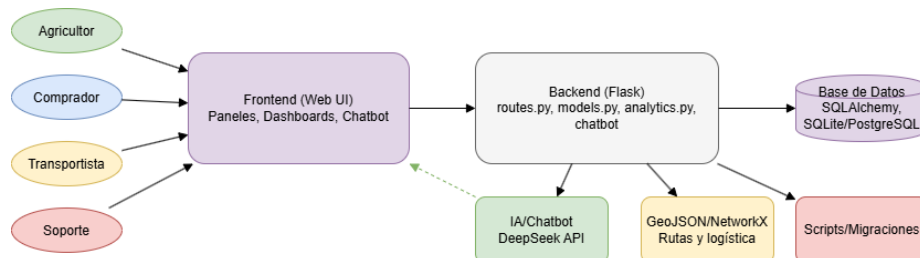 Agricultor
Comprador
Transportista
Soporte
Frontend (Web UI)
Paneles, Dashboards, Chatbot
Backend (Flask)
routes.py, models.py, analytics.py,
chatbot
Base de Datos
SQLAlchemy,
SQLite/PostgreSQL
IA/Chatbot
DeepSeek API
GeoJSON/NetworkX
Rutas y logística
Scripts/Migraciones